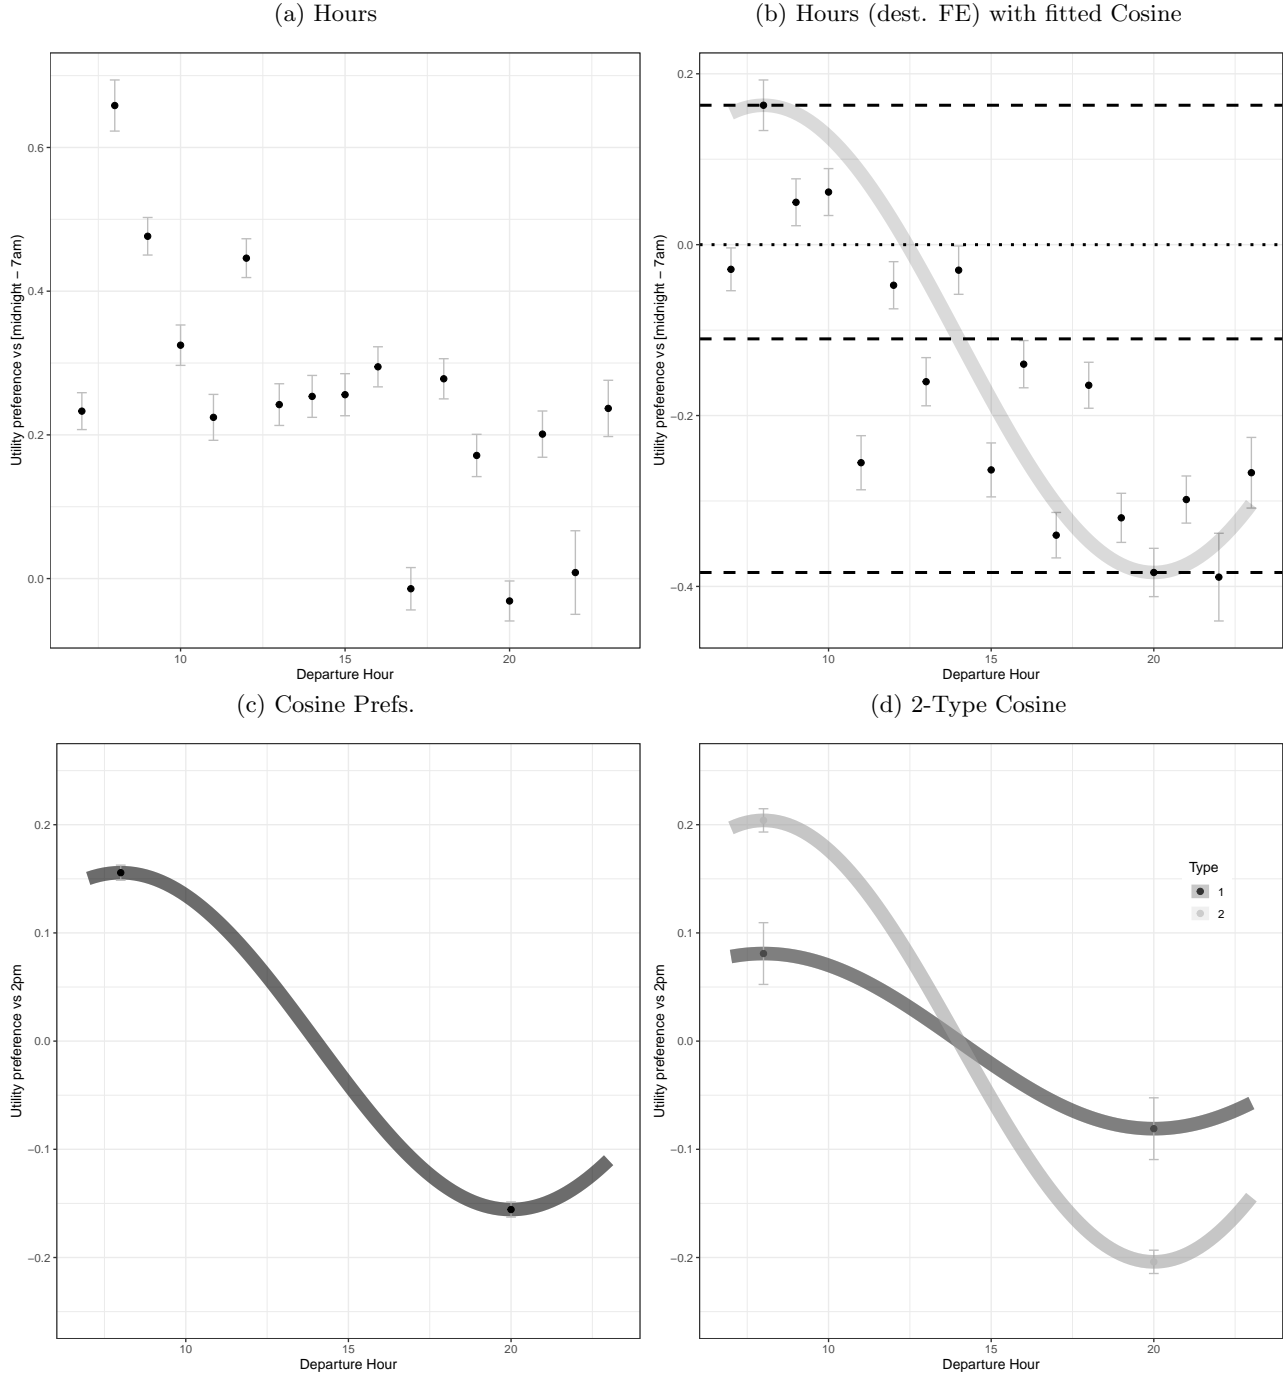 (a) Hours
0.6
0.4
0.2
0.0
10
15
20
Departure Hour
Utility preference vs [midnight − 7am)
(b) Hours (dest. FE) with fitted Cosine
0.2
0.0
−0.2
−0.4
10
15
20
Departure Hour
Utility preference vs [midnight − 7am)
(c) Cosine Prefs.
0.2
0.1
0.0
−0.1
−0.2
10
15
20
Departure Hour
Utility preference vs 2pm
(d) 2-Type Cosine
0.2
0.1
0.0
−0.1
−0.2
10
15
20
Departure Hour
Utility preference vs 2pm
Type
1
2